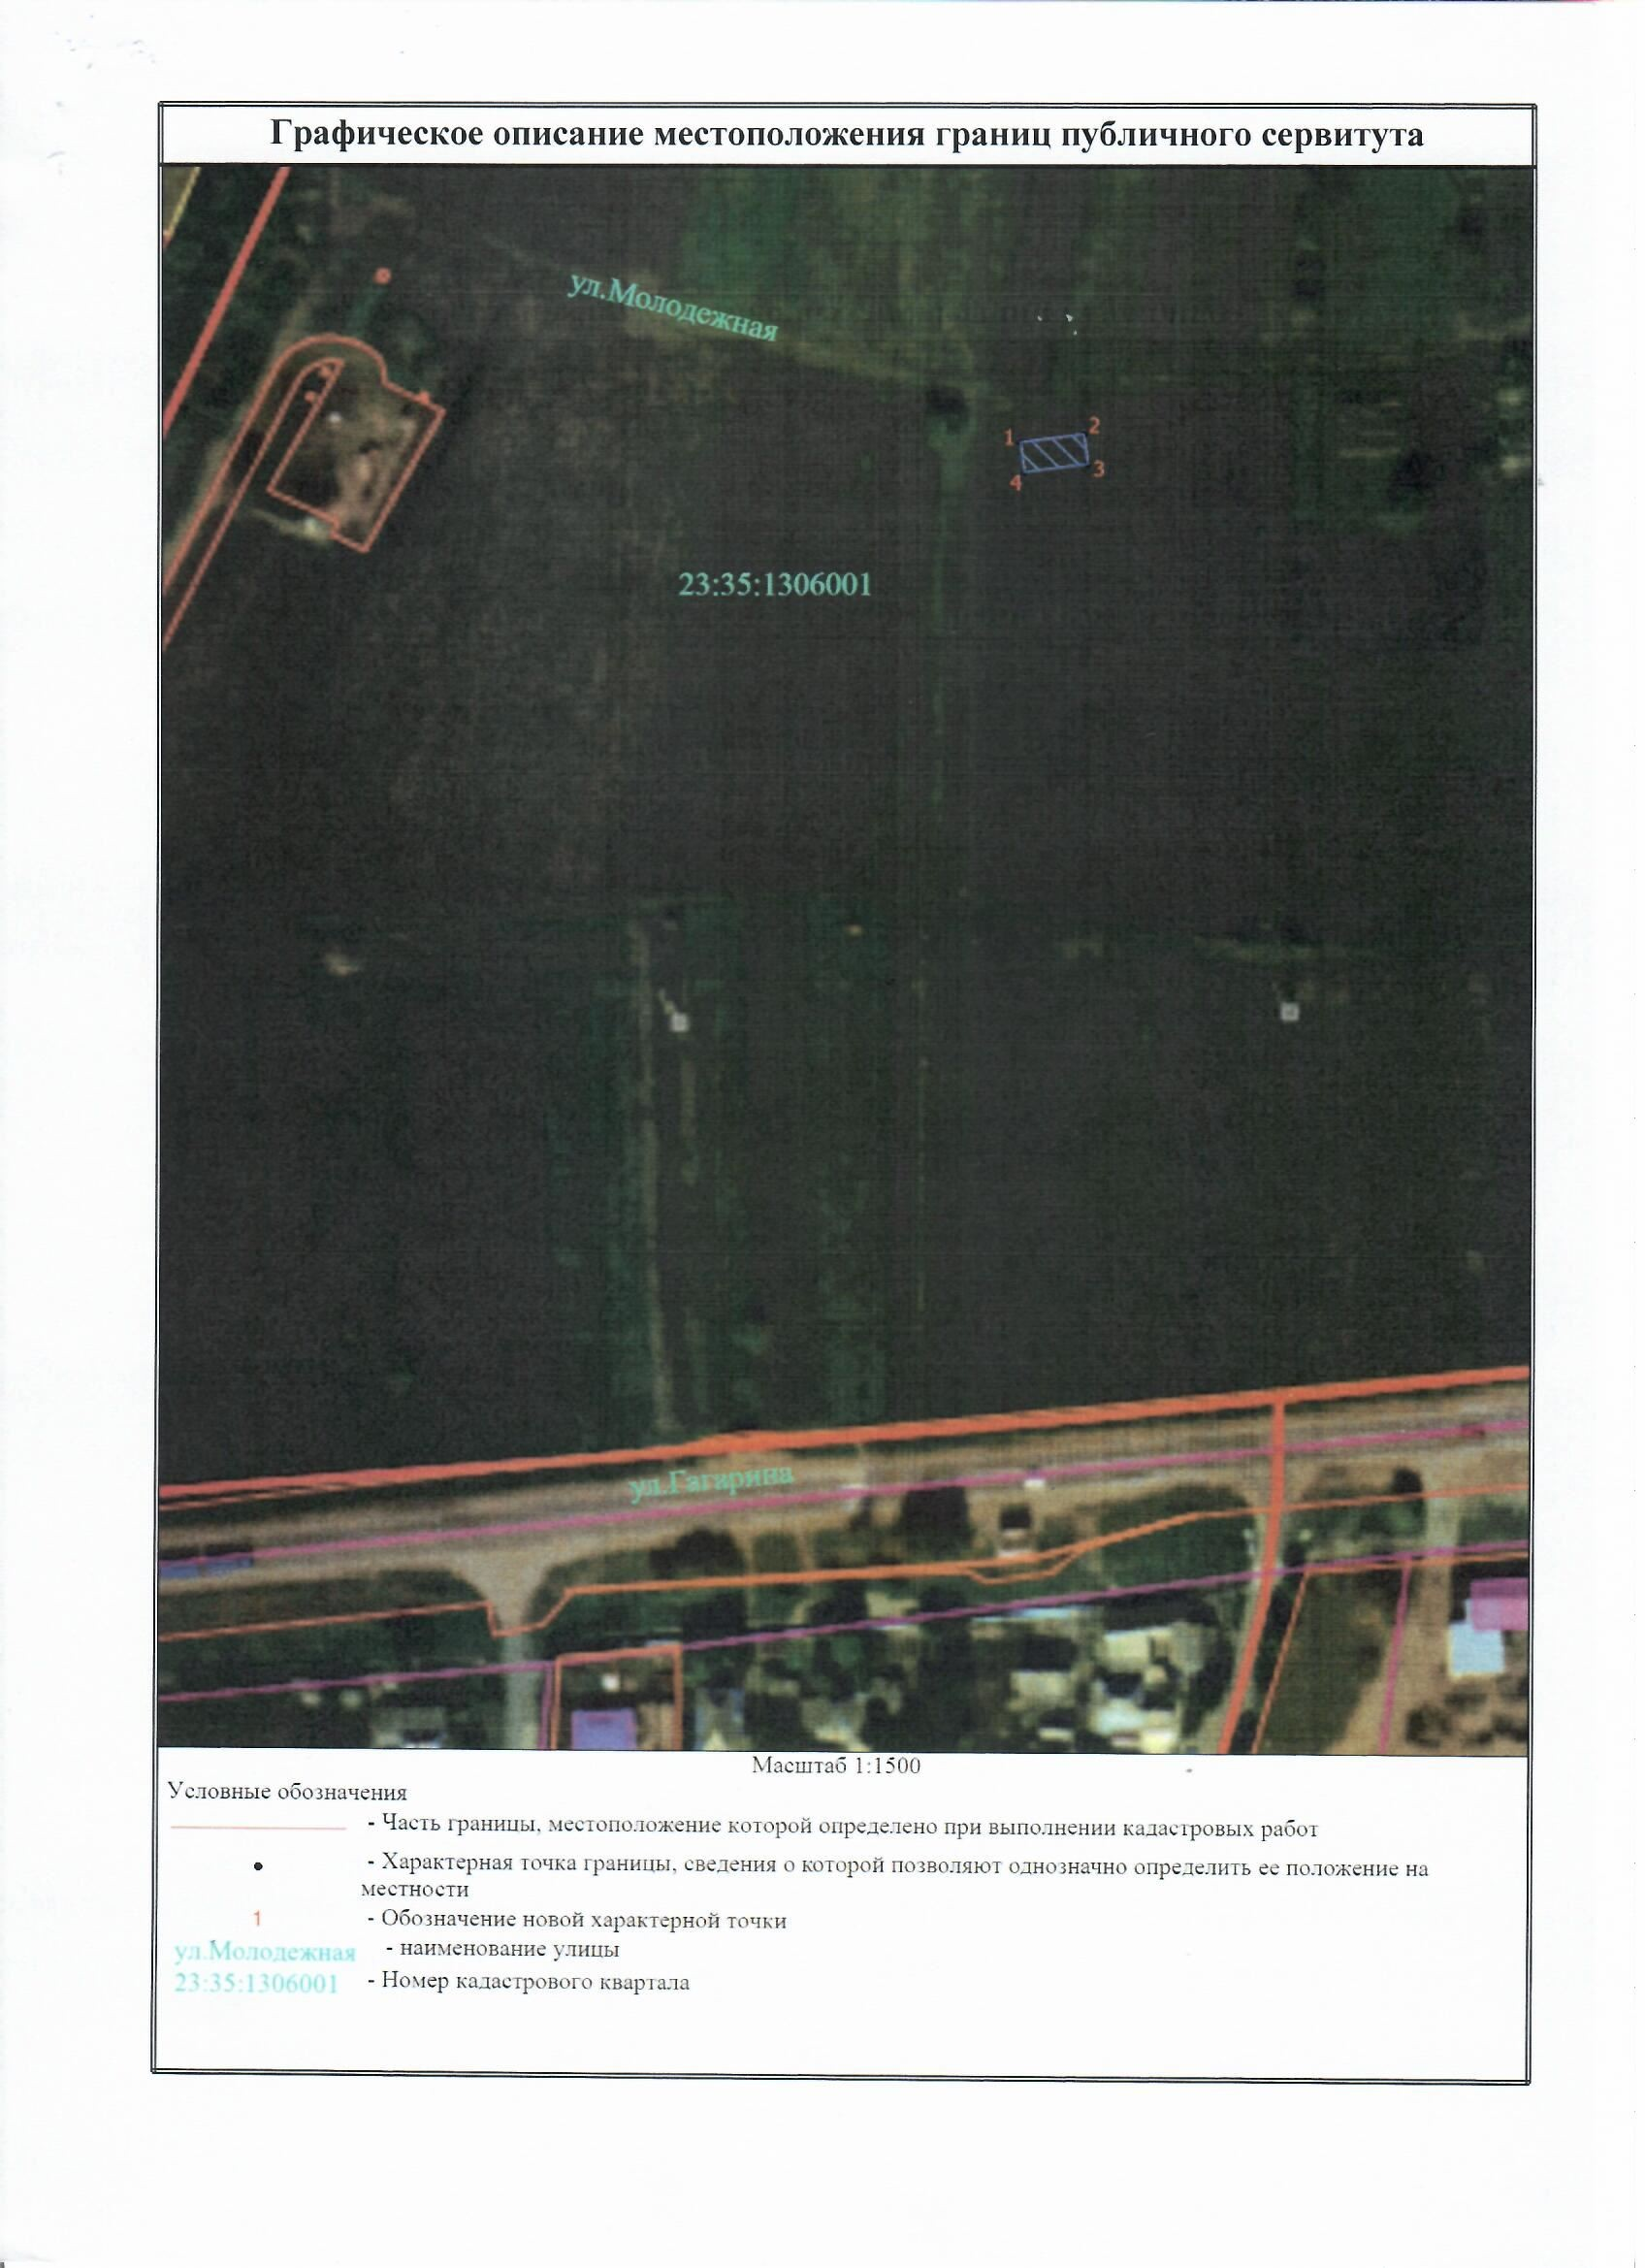 Графическое описание местоположения границ публичного сервитута
ул.Молодежная
1
2
3
4
23:35:1306001
ул.Гагарина
Масштаб 1:1500
Условные обозначения
- Часть границы, местоположение которой определено при выполнении кадастровых работ
- Характерная точка границы, сведения о которой позволяют однозначно определить ее положение на
местности
1 - Обозначение новой характерной точки
ул.Молодежная - наименование улицы
23:35:1306001 - Номер кадастрового квартала